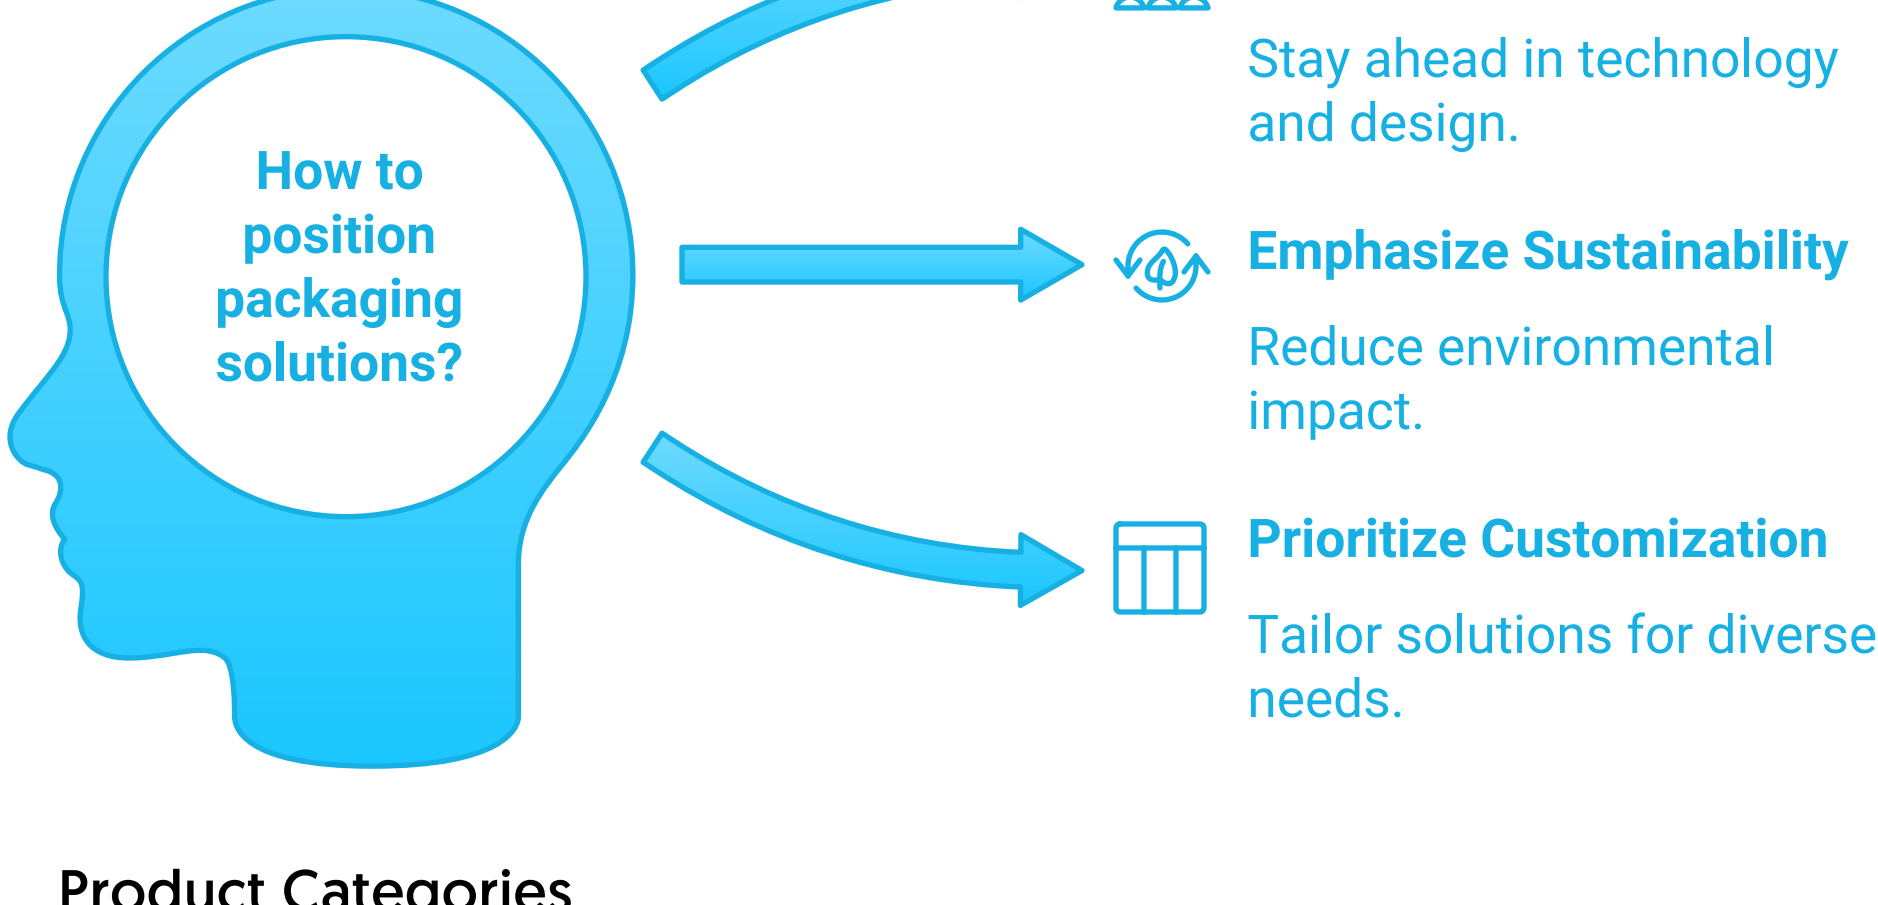 How to
position
packaging
solutions?
Stay ahead in technology
and design.
Emphasize Sustainability
Reduce environmental
impact.
Prioritize Customization
Tailor solutions for diverse
needs.
Product Categories